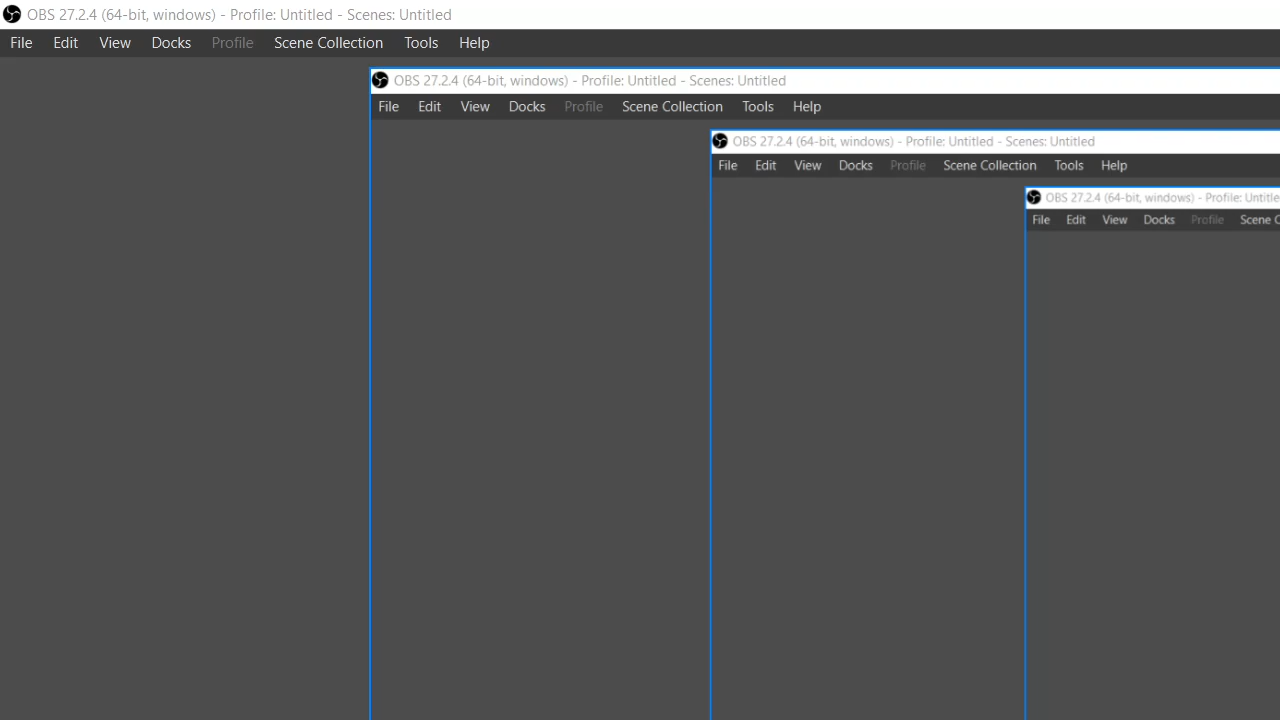 OBS 27.2.4 (64-bit, windows) - Profile: Untitled - Scenes: Untitled
File Edit View Docks Profile Scene Collection Tools Help
OBS 27.2.4 (64-bit, windows) - Profile: Untitled - Scenes: Untitled
File Edit View Docks Profile Scene Collection Tools Help
OBS 27.2.4 (64-bit, windows) - Profile: Untitled - Scenes: Untitled
File Edit View Docks Profile Scene Collection Tools Help
OBS 27.2.4 (64-bit, windows) - Profile: Untitle
File Edit View Docks Profile Scene C